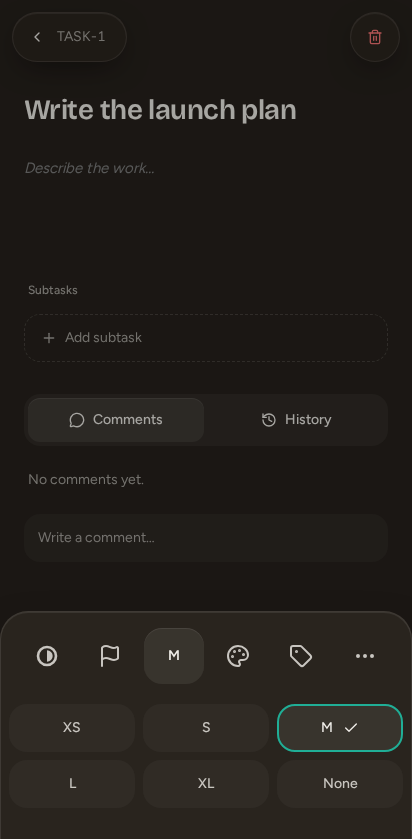 TASK-1
Write the launch plan
Describe the work...
Subtasks
Add subtask
Comments
History
No comments yet.
Write a comment...
M
XS
S
M
L
XL
None